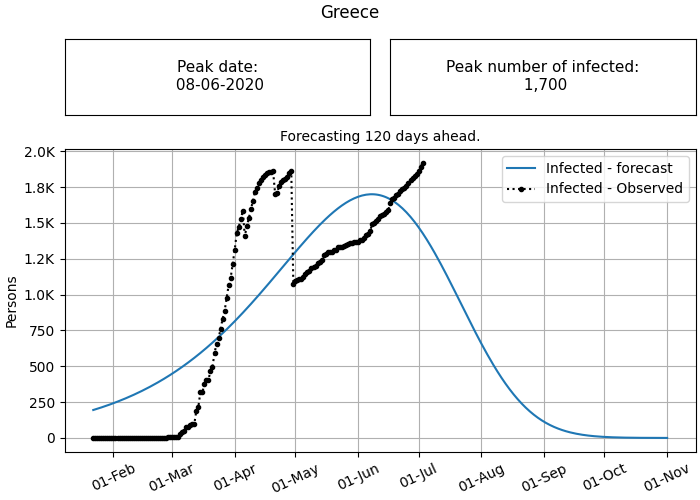 Greece
Peak date:
08-06-2020
Peak number of infected:
1,700
Forecasting 120 days ahead.
Infected - forecast
Infected - Observed
Persons
2.0K
1.8K
1.5K
1.2K
1.0K
750
500
250
0
01-Feb
01-Mar
01-Apr
01-May
01-Jun
01-Jul
01-Aug
01-Sep
01-Oct
01-Nov